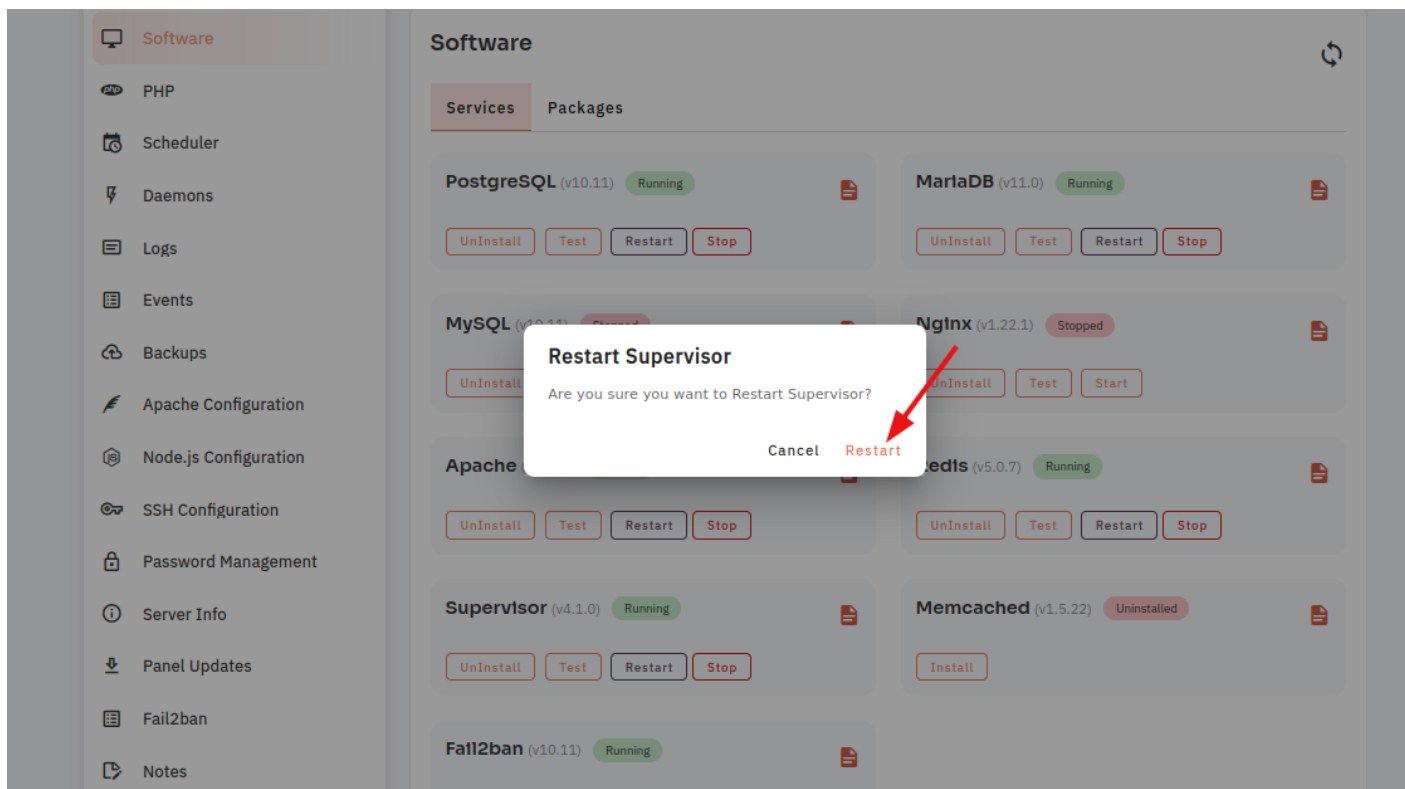 Software
PHP
Scheduler
Daemons
Logs
Events
Backups
Apache Configuration
Node.js Configuration
SSH Configuration
Password Management
Server Info
Panel Updates
Fail2ban
Notes
Software
Services Packages
PostgreSQL (v10.11) Running
UnInstall Test Restart Stop
MariaDB (v11.0) Running
UnInstall Test Restart Stop
MySQL (v10.11) Stopped
UnInstall
Nginx (v1.22.1) Stopped
UnInstall Test Start
Restart Supervisor
Are you sure you want to Restart Supervisor?
Cancel Restart
Apache
UnInstall Test Restart Stop
Redis (v5.0.7) Running
UnInstall Test Restart Stop
Supervisor (v4.1.0) Running
UnInstall Test Restart Stop
Memcached (v1.5.22) Uninstalled
Install
Fail2ban (v10.11) Running